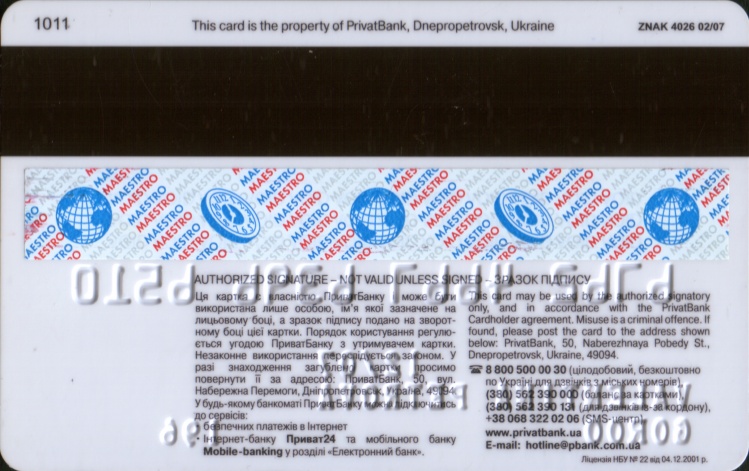 1011
This card is the property of PrivatBank, Dnepropetrovsk, Ukraine
ZNAK 4026 02/07
MAESTRO MAESTRO MAESTRO MAESTRO
AUTHORIZED SIGNATURE – NOT VALID UNLESS SIGNED – ЗРАЗОК ПІДПИСУ
Ця картка є власністю ПриватБанку і може бути
використана лише особою, ім'я якої зазначене на
лицьовому боці, а зразок підпису подано на зворот-
ному боці цієї картки. Порядок користування регулю-
ється угодою ПриватБанку з утримувачем картки.
Незаконне використання переслідується законом. У
разі знаходження загубленої картки, просимо
повернути її за адресою: ПриватБанк, 50, вул.
Набережна Перемоги, Дніпропетровськ, Україна, 49094
У будь-якому банкоматі ПриватБанку Ви можете підключитися
до сервісів:
• безпечних платежів в Інтернет
• Інтернет-банку Приват24 та мобільного банку
Mobile-banking у розділі «Електронний банк».
This card may be used by the authorized signatory
only, and in accordance with the PrivatBank
Cardholder agreement. Misuse is a criminal offence. If
found, please post the card to the address shown
below: PrivatBank, 50, Naberezhnaya Pobedy St.,
Dnepropetrovsk, Ukraine, 49094.
☎ 8 800 500 00 30 (цілодобовий, безкоштовно
по Україні для дзвінків з міських номерів)
(380) 562 390 000 (баланс за картками),
(380) 562 390 131 (для дзвінків із-за кордону),
+38 068 322 02 06 (SMS-центр).
www.privatbank.ua
E-mail: hotline@pbank.com.ua
Ліцензія НБУ № 22 від 04.12.2001 р.